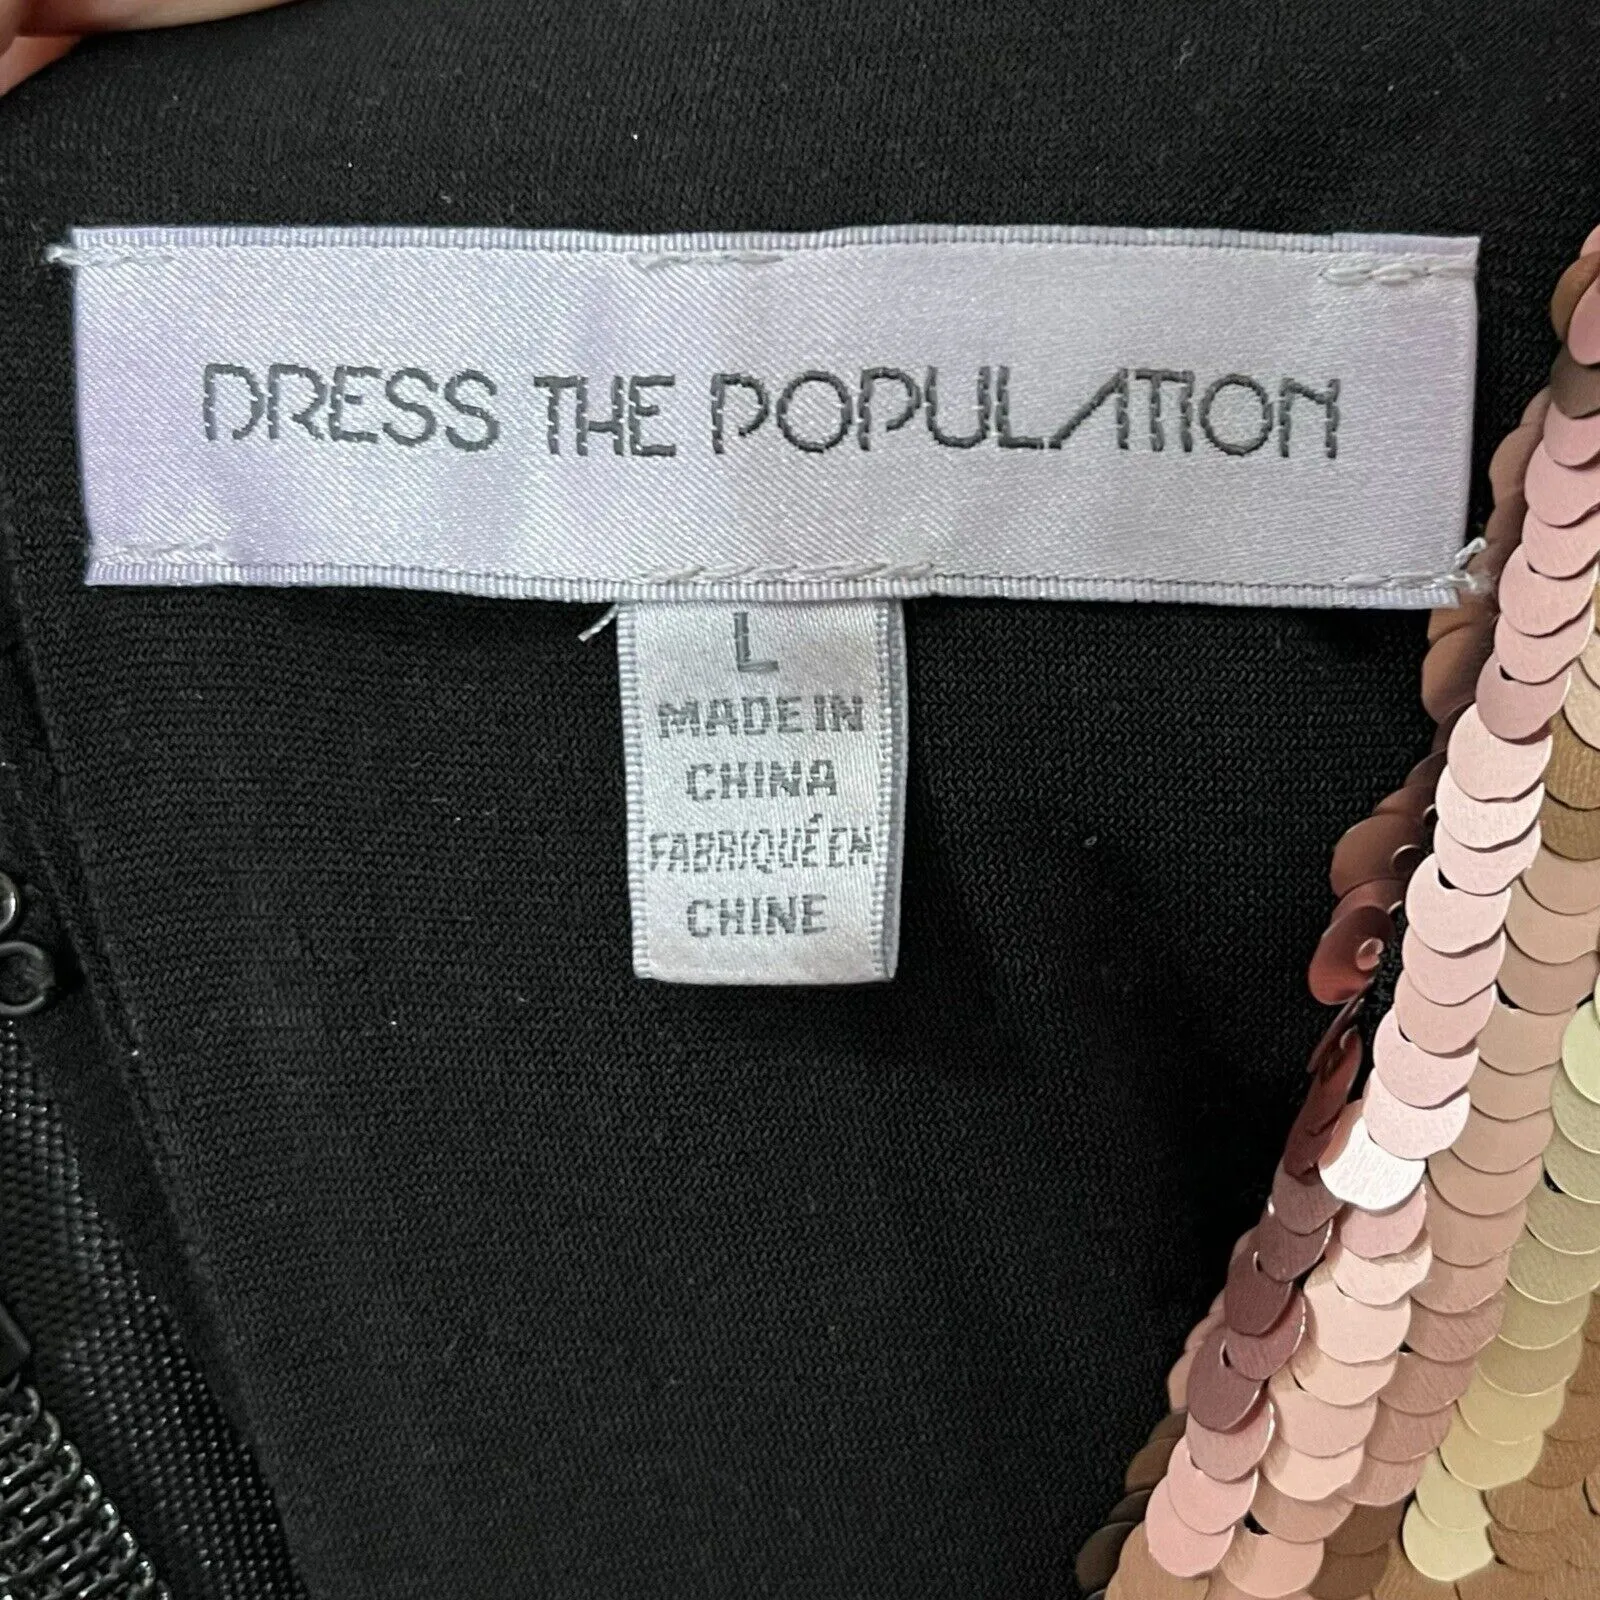 DRESS THE POPULATION
L
MADE IN
CHINA
FABRIQUÉ EN
CHINE